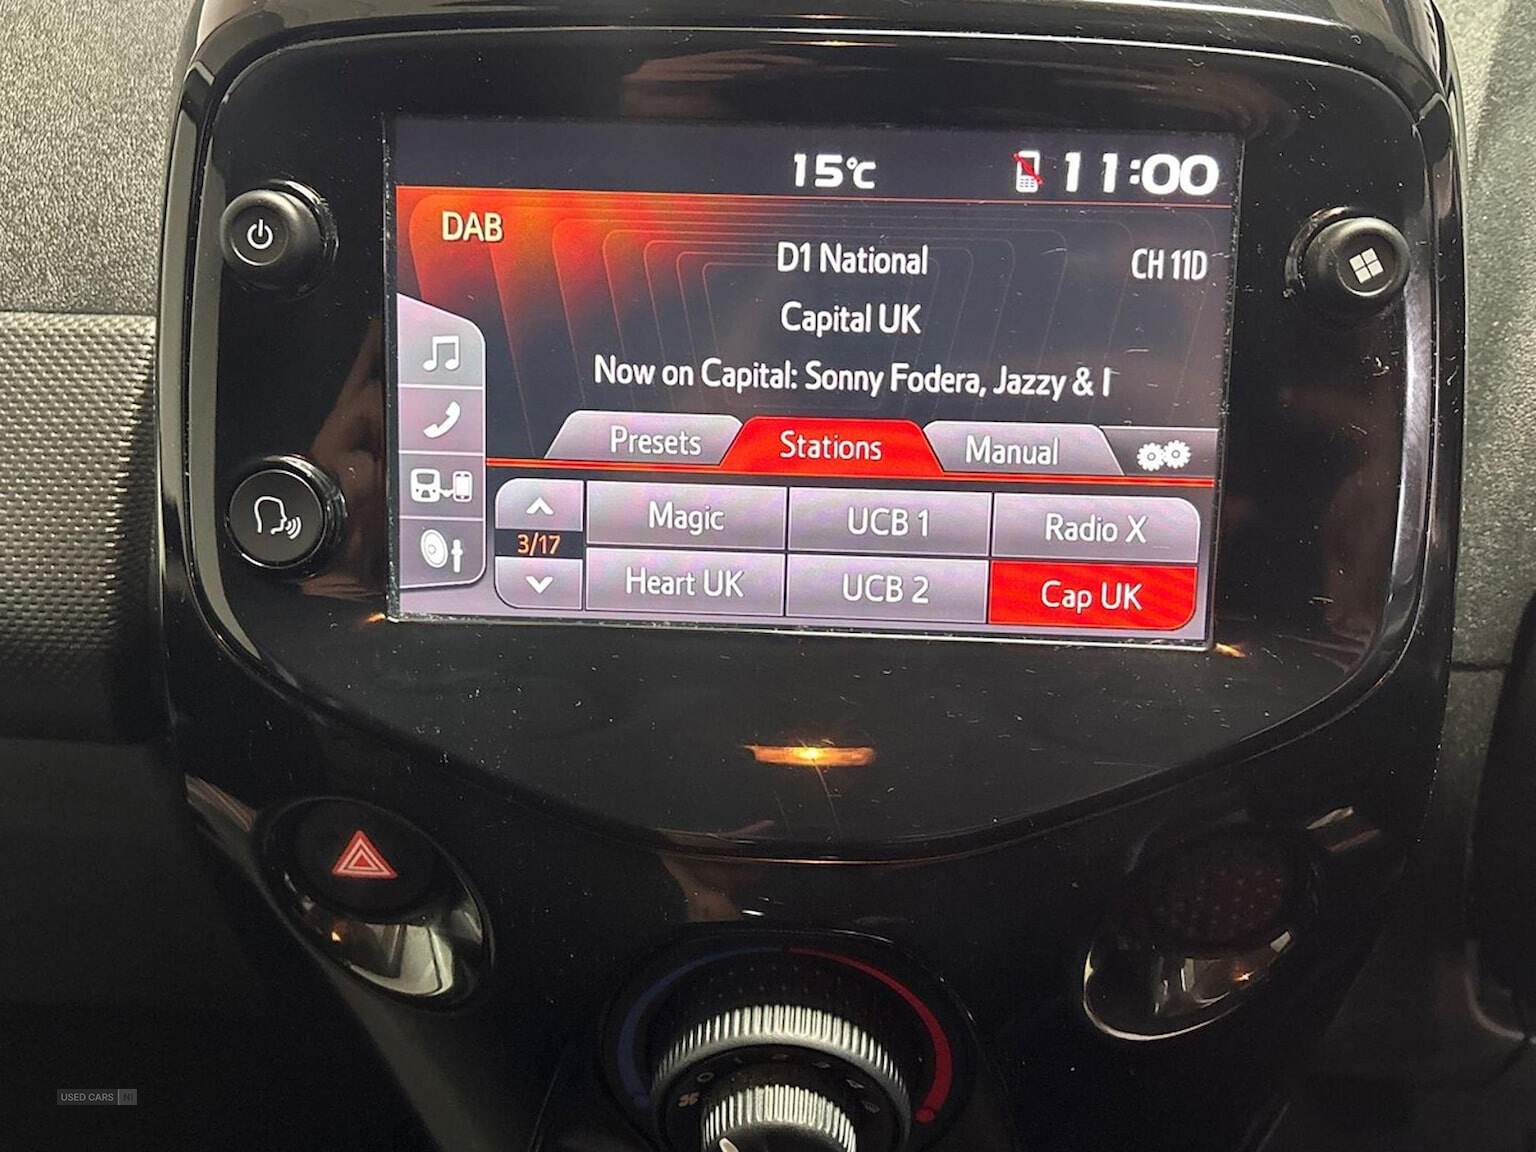 15°C 11:00
DAB
D1 National CH 11D
Capital UK
Now on Capital: Sonny Fodera, Jazzy & I
Presets Stations Manual
Magic UCB 1 Radio X
3/17
Heart UK UCB 2 Cap UK
USED CARS NI